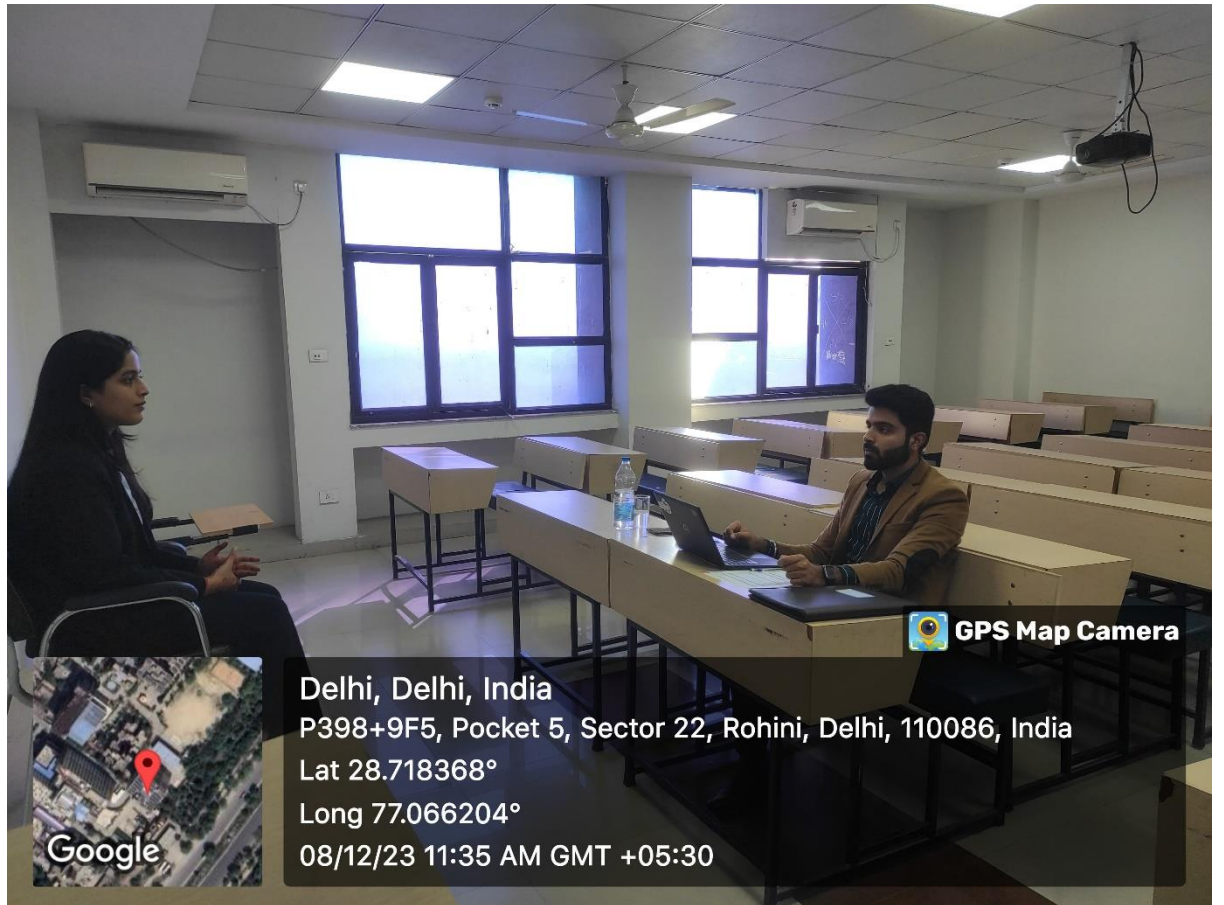 GPS Map Camera
Delhi, Delhi, India
P398+9F5, Pocket 5, Sector 22, Rohini, Delhi, 110086, India
Lat 28.718368°
Long 77.066204°
08/12/23 11:35 AM GMT +05:30
Google